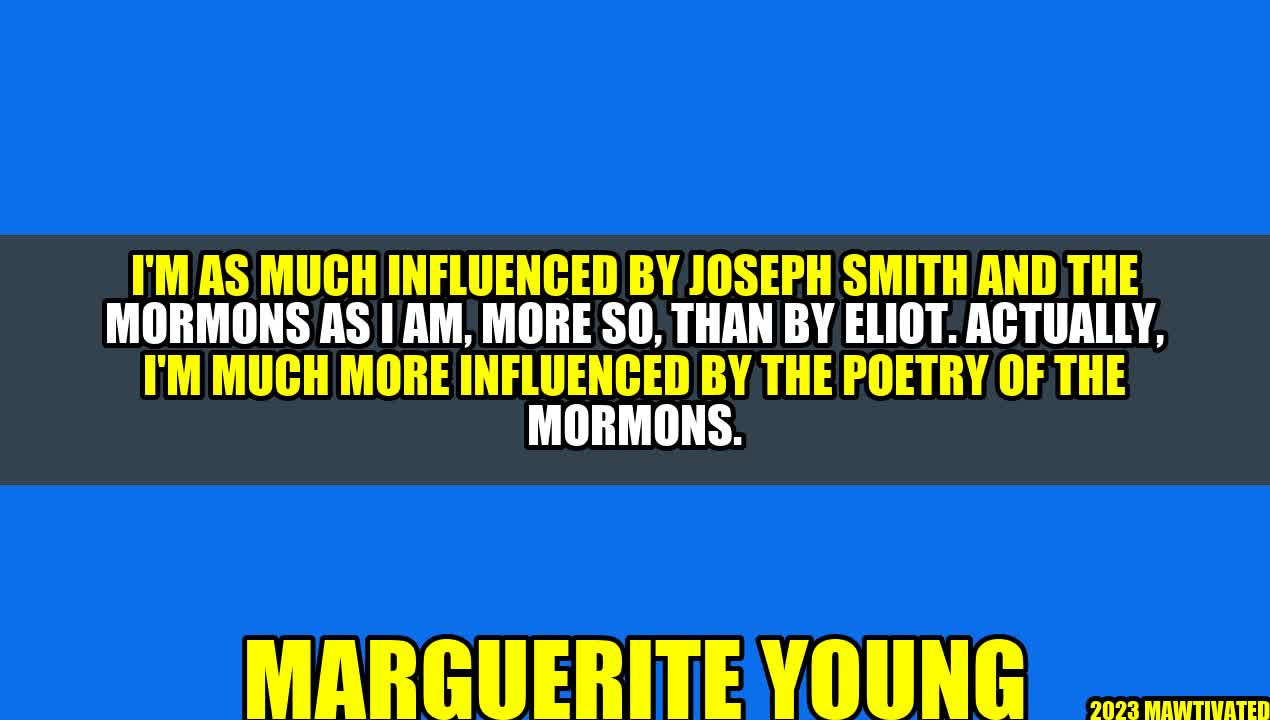 I'M AS MUCH INFLUENCED BY JOSEPH SMITH AND THE
MORMONS AS I AM, MORE SO, THAN BY ELIOT. ACTUALLY,
I'M MUCH MORE INFLUENCED BY THE POETRY OF THE
MORMONS.
MARGUERITE YOUNG
2023 MAWTIVATED